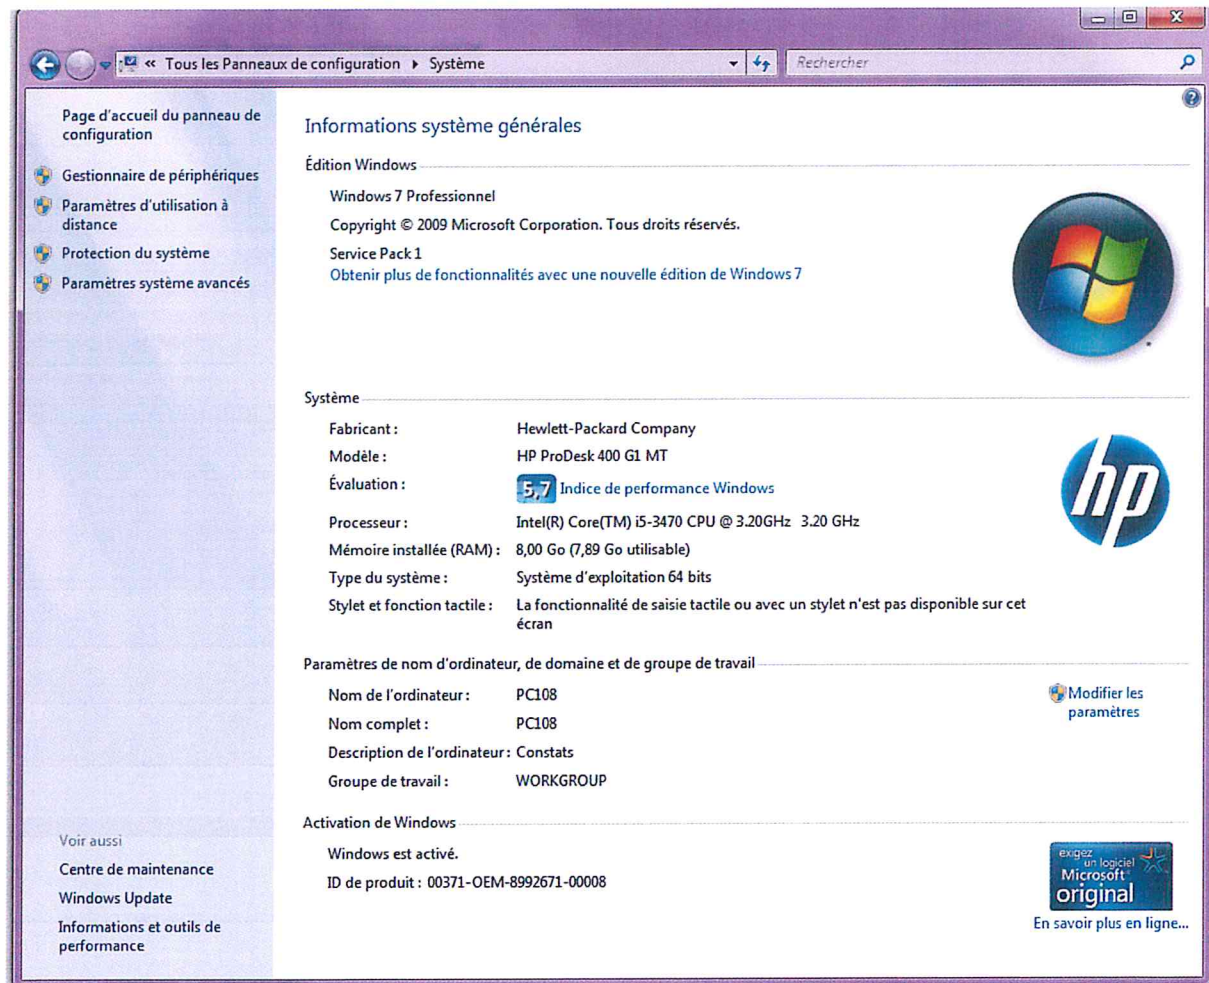 « Tous les Panneaux de configuration ▸ Système
Rechercher
Page d'accueil du panneau de
configuration
Gestionnaire de périphériques
Paramètres d'utilisation à
distance
Protection du système
Paramètres système avancés
Informations système générales
Édition Windows
Windows 7 Professionnel
Copyright © 2009 Microsoft Corporation. Tous droits réservés.
Service Pack 1
Obtenir plus de fonctionnalités avec une nouvelle édition de Windows 7
Système
Fabricant : Hewlett-Packard Company
Modèle : HP ProDesk 400 G1 MT
Évaluation : 5,7 Indice de performance Windows
Processeur : Intel(R) Core(TM) i5-3470 CPU @ 3.20GHz 3.20 GHz
Mémoire installée (RAM) : 8,00 Go (7,89 Go utilisable)
Type du système : Système d'exploitation 64 bits
Stylet et fonction tactile : La fonctionnalité de saisie tactile ou avec un stylet n'est pas disponible sur cet
écran
hp
Paramètres de nom d'ordinateur, de domaine et de groupe de travail
Nom de l'ordinateur : PC108
Nom complet : PC108
Description de l'ordinateur : Constats
Groupe de travail : WORKGROUP
Modifier les
paramètres
Activation de Windows
Windows est activé.
ID de produit : 00371-OEM-8992671-00008
exigez
un logiciel
Microsoft
original
En savoir plus en ligne...
Voir aussi
Centre de maintenance
Windows Update
Informations et outils de
performance